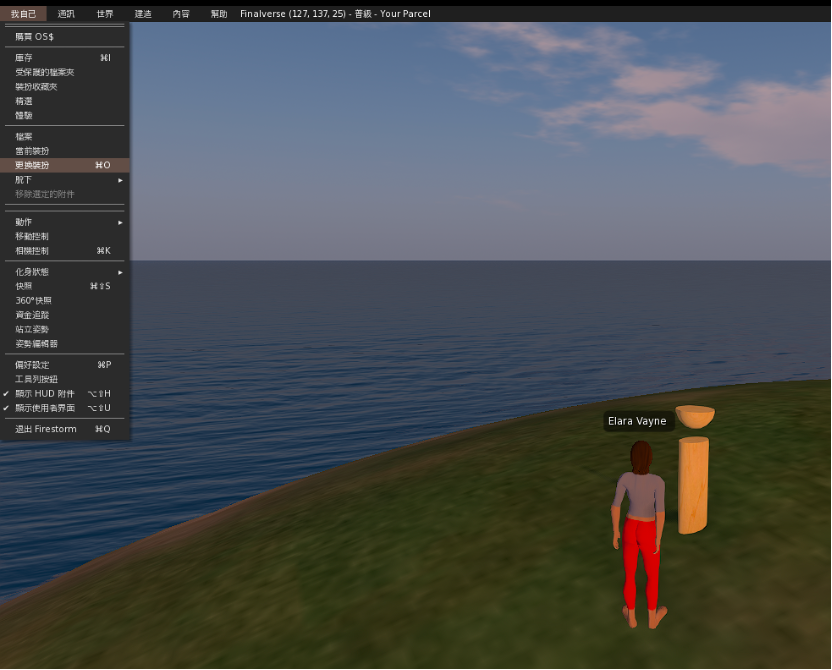 我自己 通訊 世界 建造 內容 幫助 Finalverse (127, 137, 25) - 普級 - Your Parcel
購買 OS$
庫存 ⌘I
受保護的檔案夾
裝扮收藏夾
精選
體驗
檔案
當前裝扮
更換裝扮 ⌘O
脫下 ▸
移除選定的附件
動作 ▸
移動控制
相機控制 ⌘K
化身狀態 ▸
快照 ⌘⇧S
360°快照
資金追蹤
站立姿勢
姿勢編輯器
偏好設定 ⌘P
工具列按鈕
✔ 顯示 HUD 附件 ⌥⇧H
✔ 顯示使用者界面 ⌥⇧U
退出 Firestorm ⌘Q
Elara Vayne